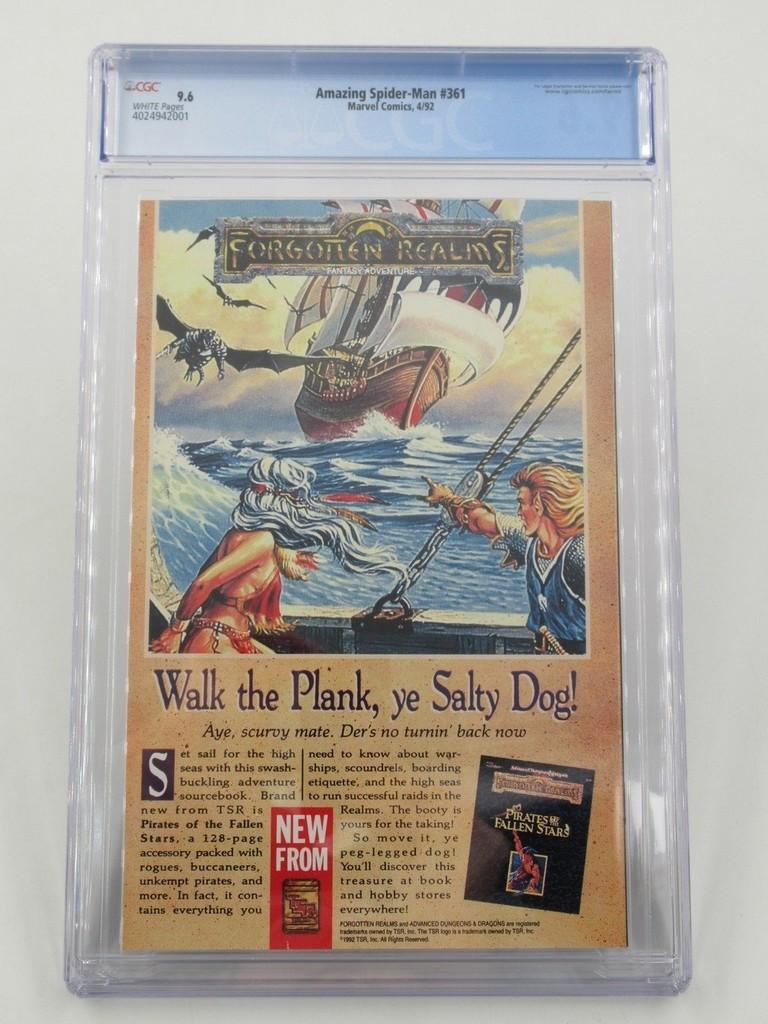 CGC
9.6
WHITE Pages
4024942001
Amazing Spider-Man #361
Marvel Comics, 4/92
CGC
FORGOTTEN REALMS
FANTASY ADVENTURE
Walk the Plank, ye Salty Dog!
Aye, scurvy mate. Der's no turnin' back now
Set sail for the high
seas with this swash-
buckling adventure
sourcebook. Brand
new from TSR is
Pirates of the Fallen
Stars, a 128-page
accessory packed with
rogues, buccaneers,
unkempt pirates, and
more. In fact, it con-
tains everything you
need to know about war-
ships, scoundrels, boarding
etiquette, and the high seas
to run successful raids in the
Realms. The booty is
yours for the taking!
So move it, ye
peg-legged dog!
You'll discover this
treasure at book
and hobby stores
everywhere!
NEW
FROM
TSR
Advanced Dungeons & Dragons
FORGOTTEN REALMS
PIRATES OF THE
FALLEN STARS
FORGOTTEN REALMS and ADVANCED DUNGEONS & DRAGONS are registered
trademarks owned by TSR, Inc. The TSR logo is a trademark owned by TSR, Inc.
©1992 TSR, Inc. All Rights Reserved.